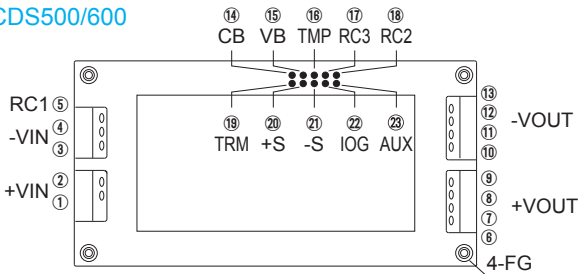 CDS500/600
⑭ ⑮ ⑯ ⑰ ⑱
CB VB TMP RC3 RC2
RC1 ⑤
-VIN ④
③
+VIN ②
①
⑲ ⑳ ㉑ ㉒ ㉓
TRM +S -S IOG AUX
⑬
⑫
⑪
⑩
-VOUT
⑨
⑧
⑦
⑥
+VOUT
4-FG